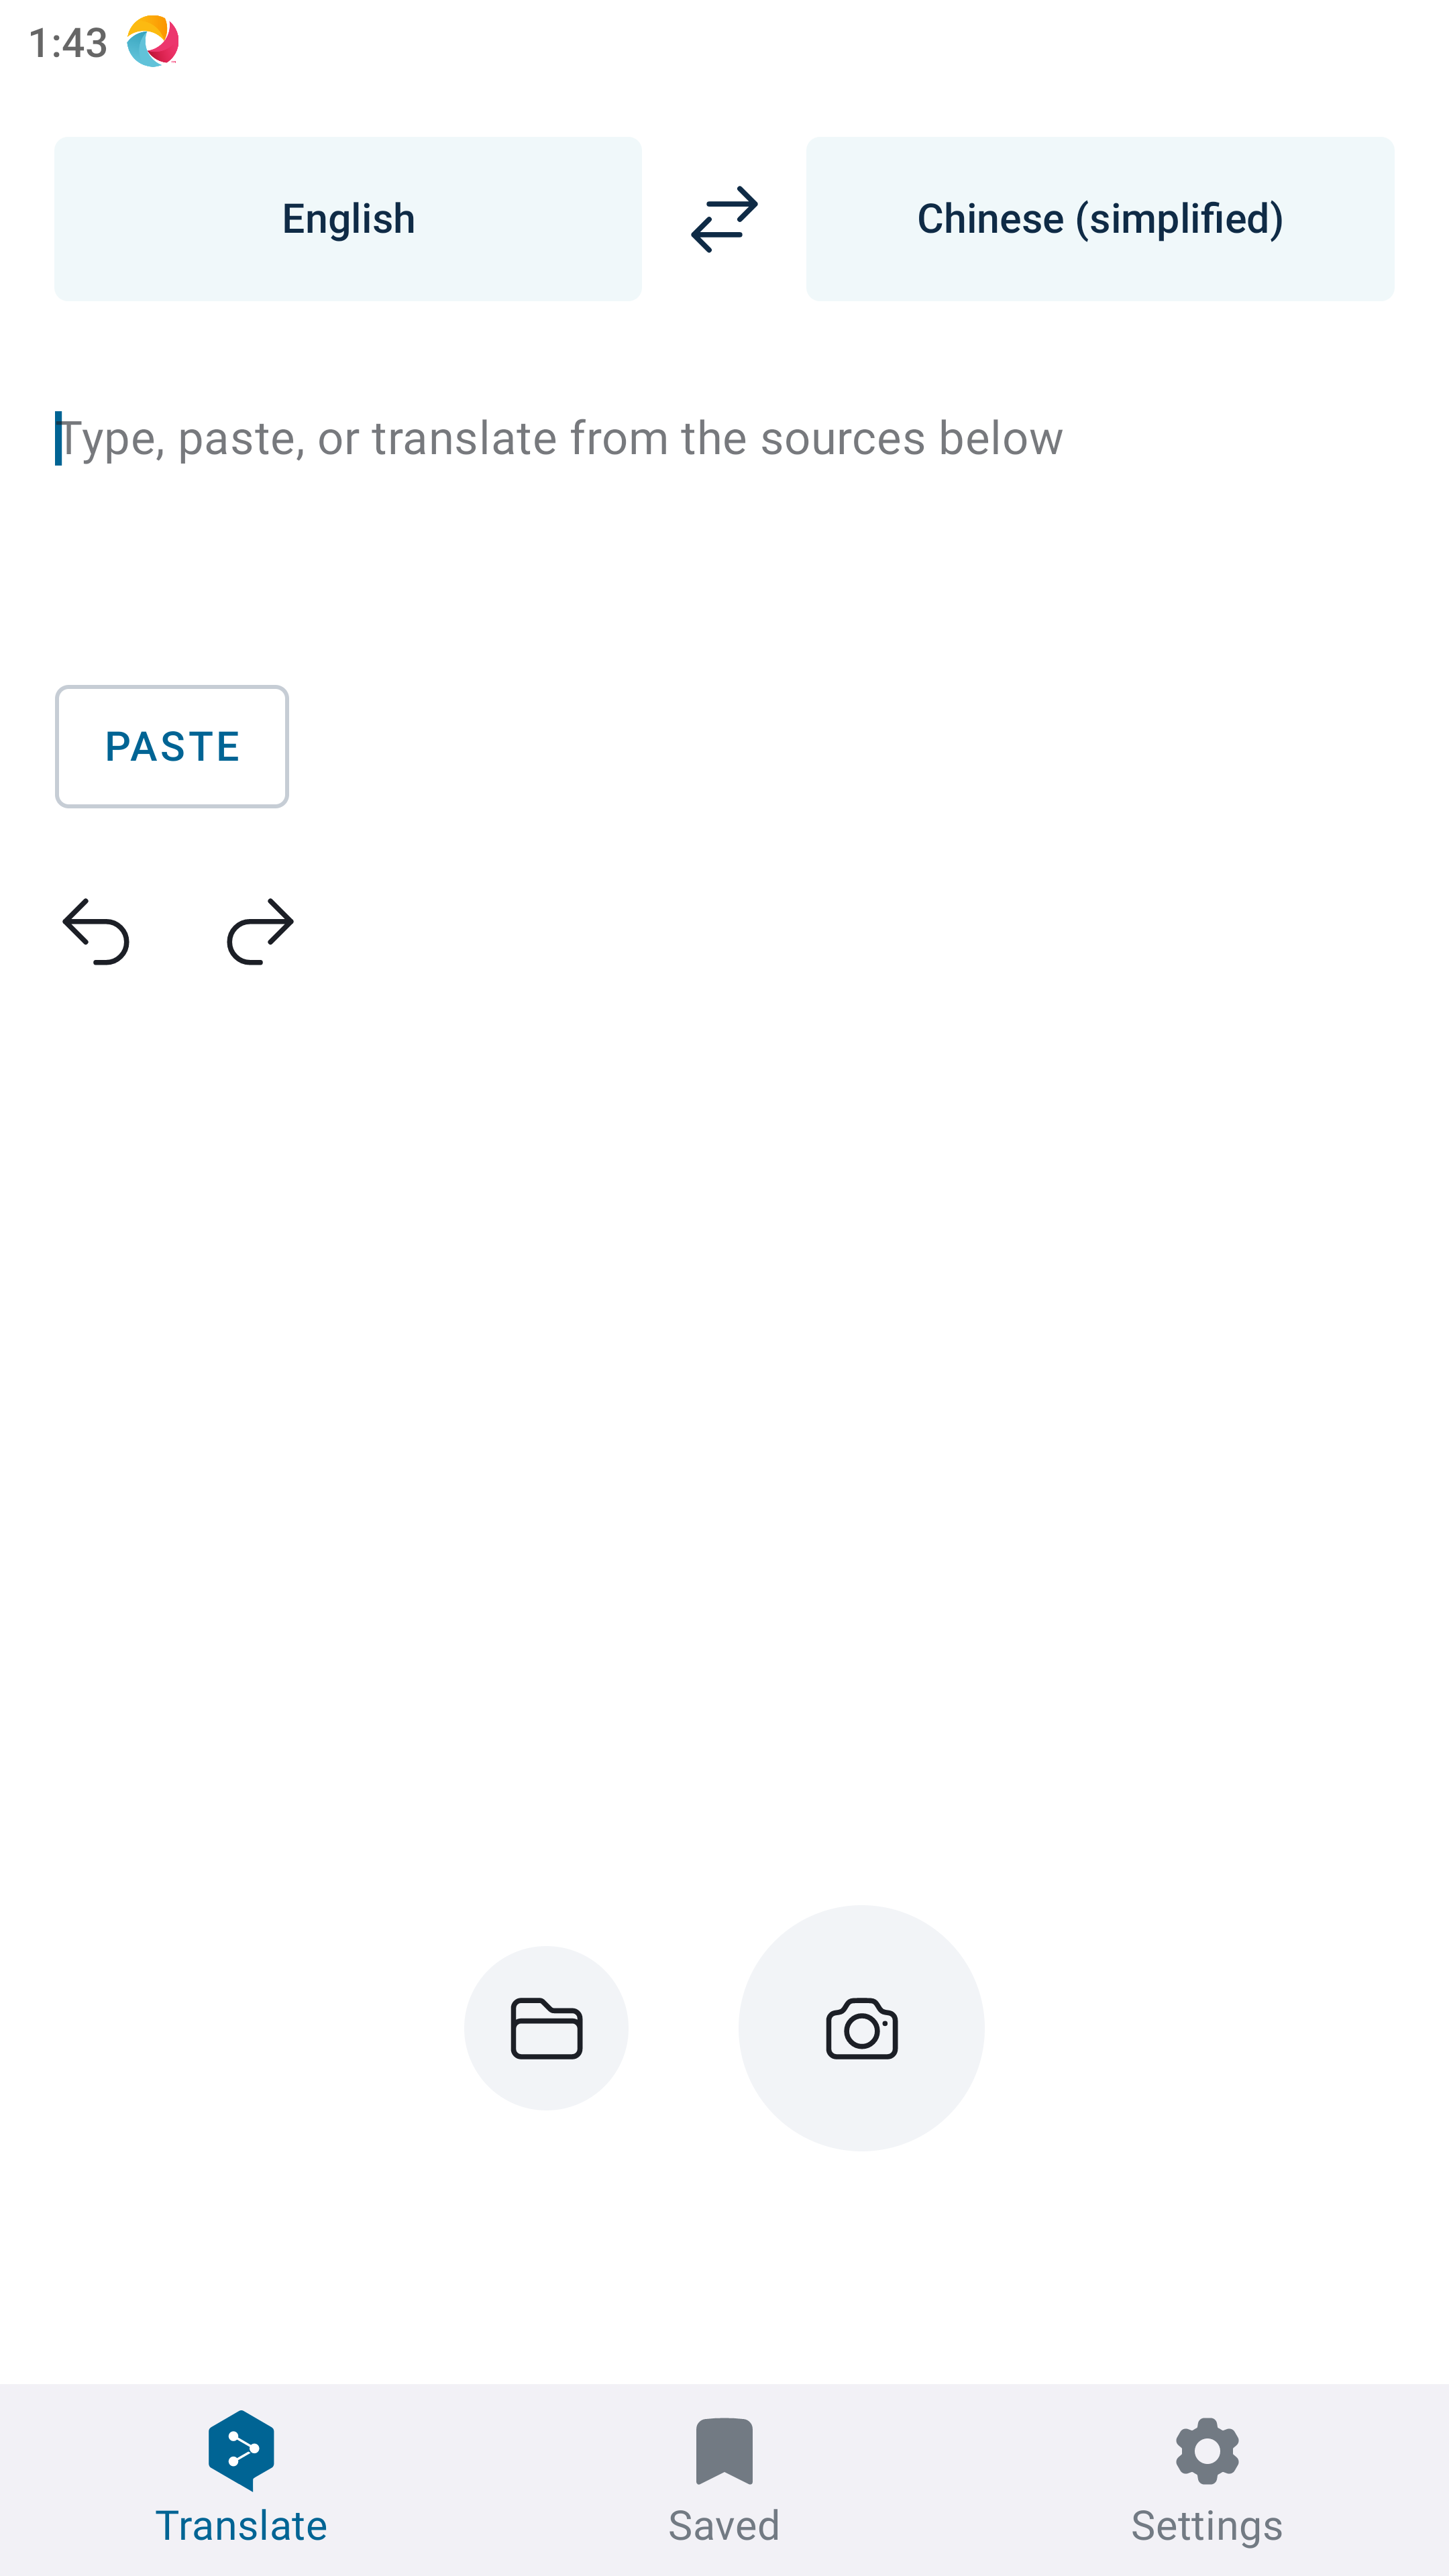 1:43
English
Chinese (simplified)
Type, paste, or translate from the sources below
PASTE
Translate
Saved
Settings